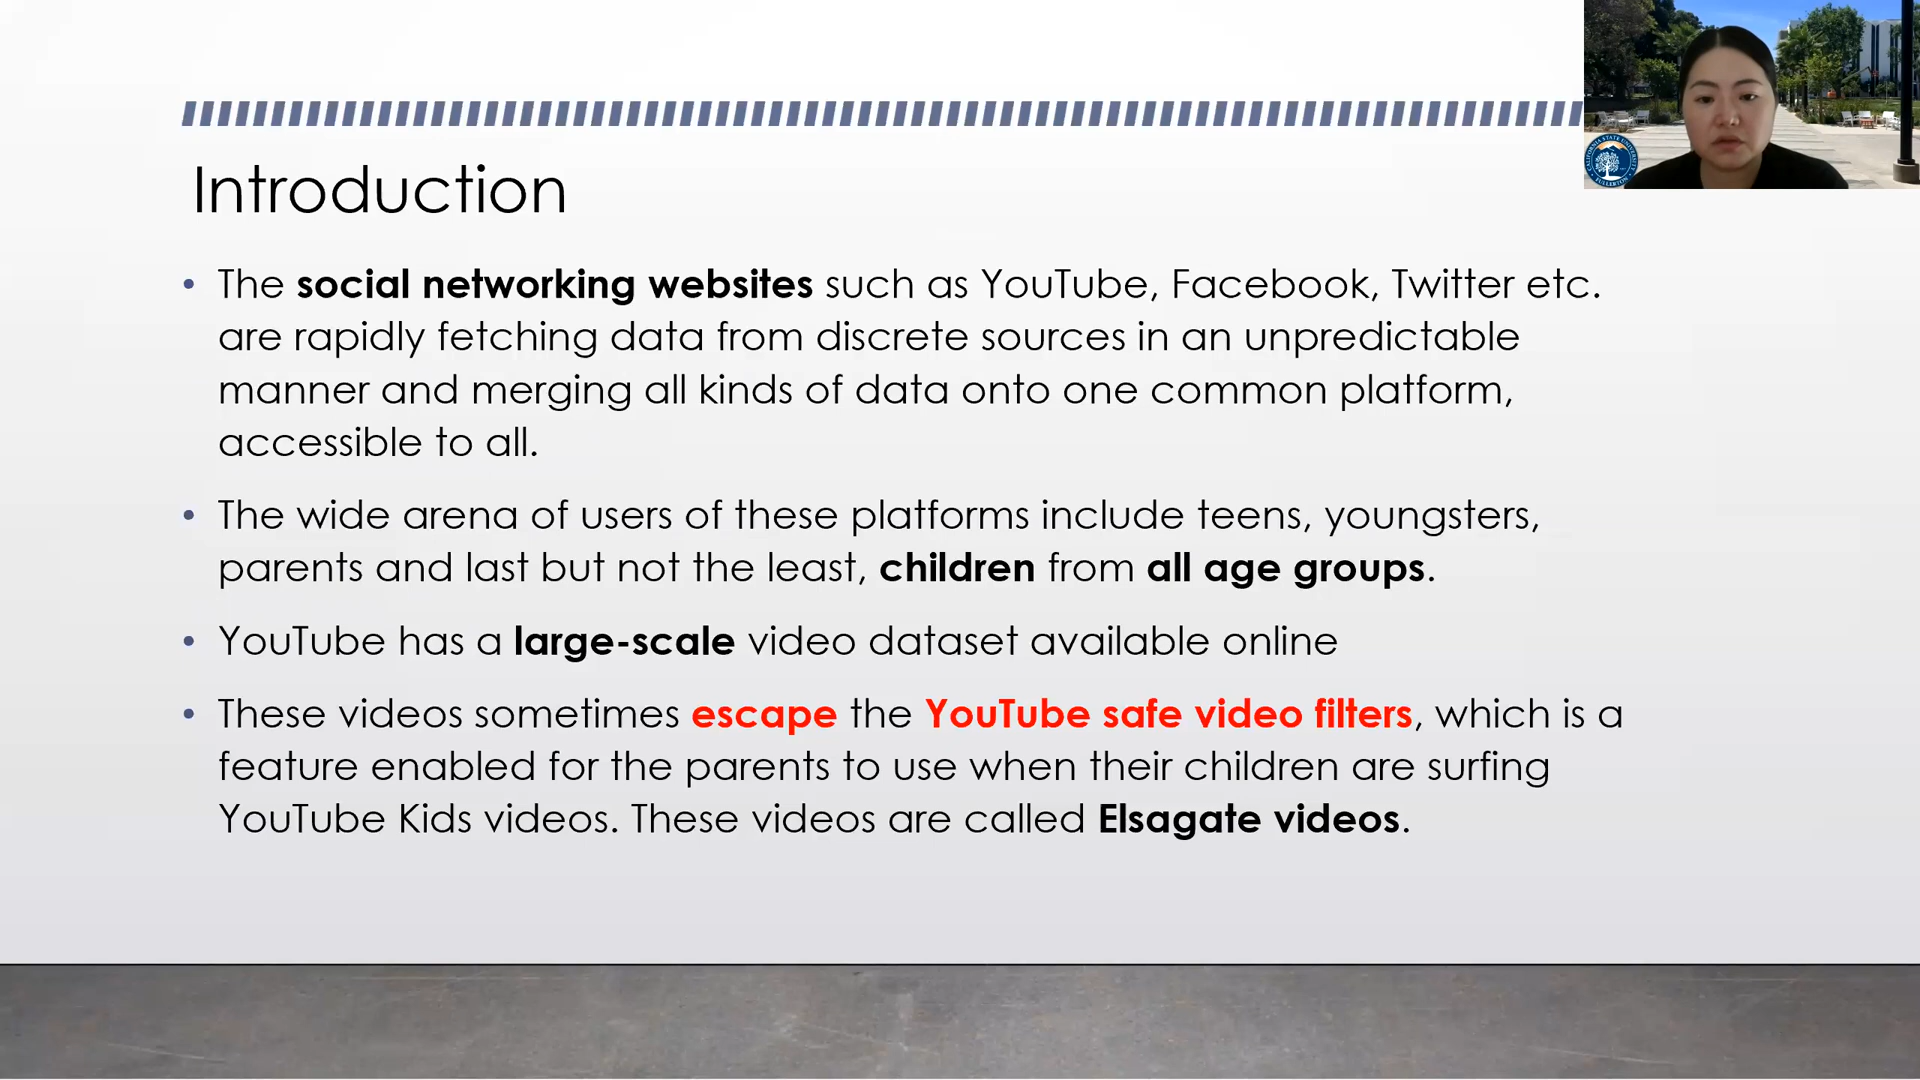 Introduction
• The social networking websites such as YouTube, Facebook, Twitter etc.
are rapidly fetching data from discrete sources in an unpredictable
manner and merging all kinds of data onto one common platform,
accessible to all.
• The wide arena of users of these platforms include teens, youngsters,
parents and last but not the least, children from all age groups.
• YouTube has a large-scale video dataset available online
• These videos sometimes escape the YouTube safe video filters, which is a
feature enabled for the parents to use when their children are surfing
YouTube Kids videos. These videos are called Elsagate videos.
CALIFORNIA STATE UNIVERSITY
FULLERTON